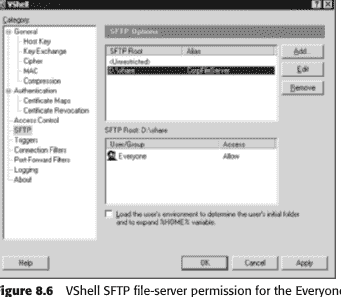 VShell
Category:
General
Host Key
Key Exchange
Cipher
MAC
Compression
Authentication
Certificate Maps
Certificate Revocation
Access Control
SFTP
Triggers
Connection Filters
Port Forward Filters
Logging
About
SFTP Options
SFTP Root Alias
<Unrestricted>
D:\share CorpFileServer
Add...
Edit
Remove
SFTP Root: D:\share
User/Group Access
Everyone Allow
Load the user's environment to determine the user's initial folder
and to expand %HOME% variable.
Help
OK
Cancel
Apply
igure 8.6 VShell SFTP file-server permission for the Everyon